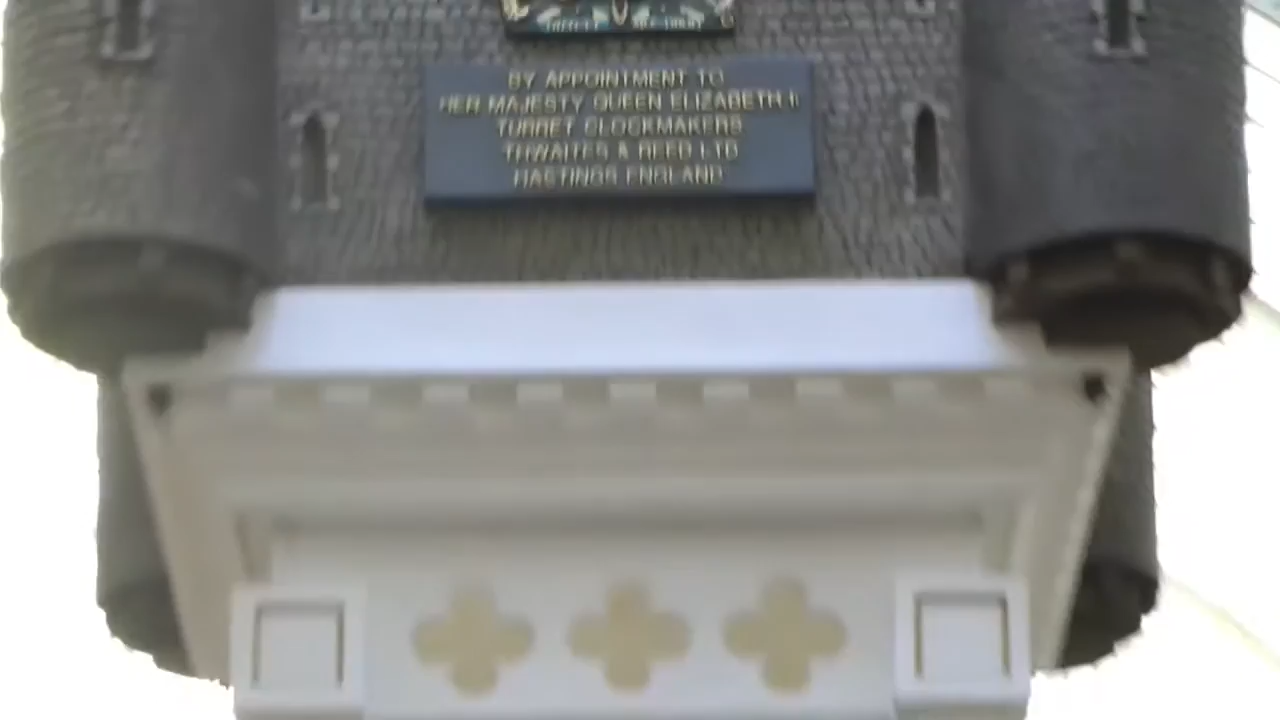 BY APPOINTMENT TO
HER MAJESTY QUEEN ELIZABETH II
TURRET CLOCKMAKERS
THWAITES & REED LTD
HASTINGS ENGLAND